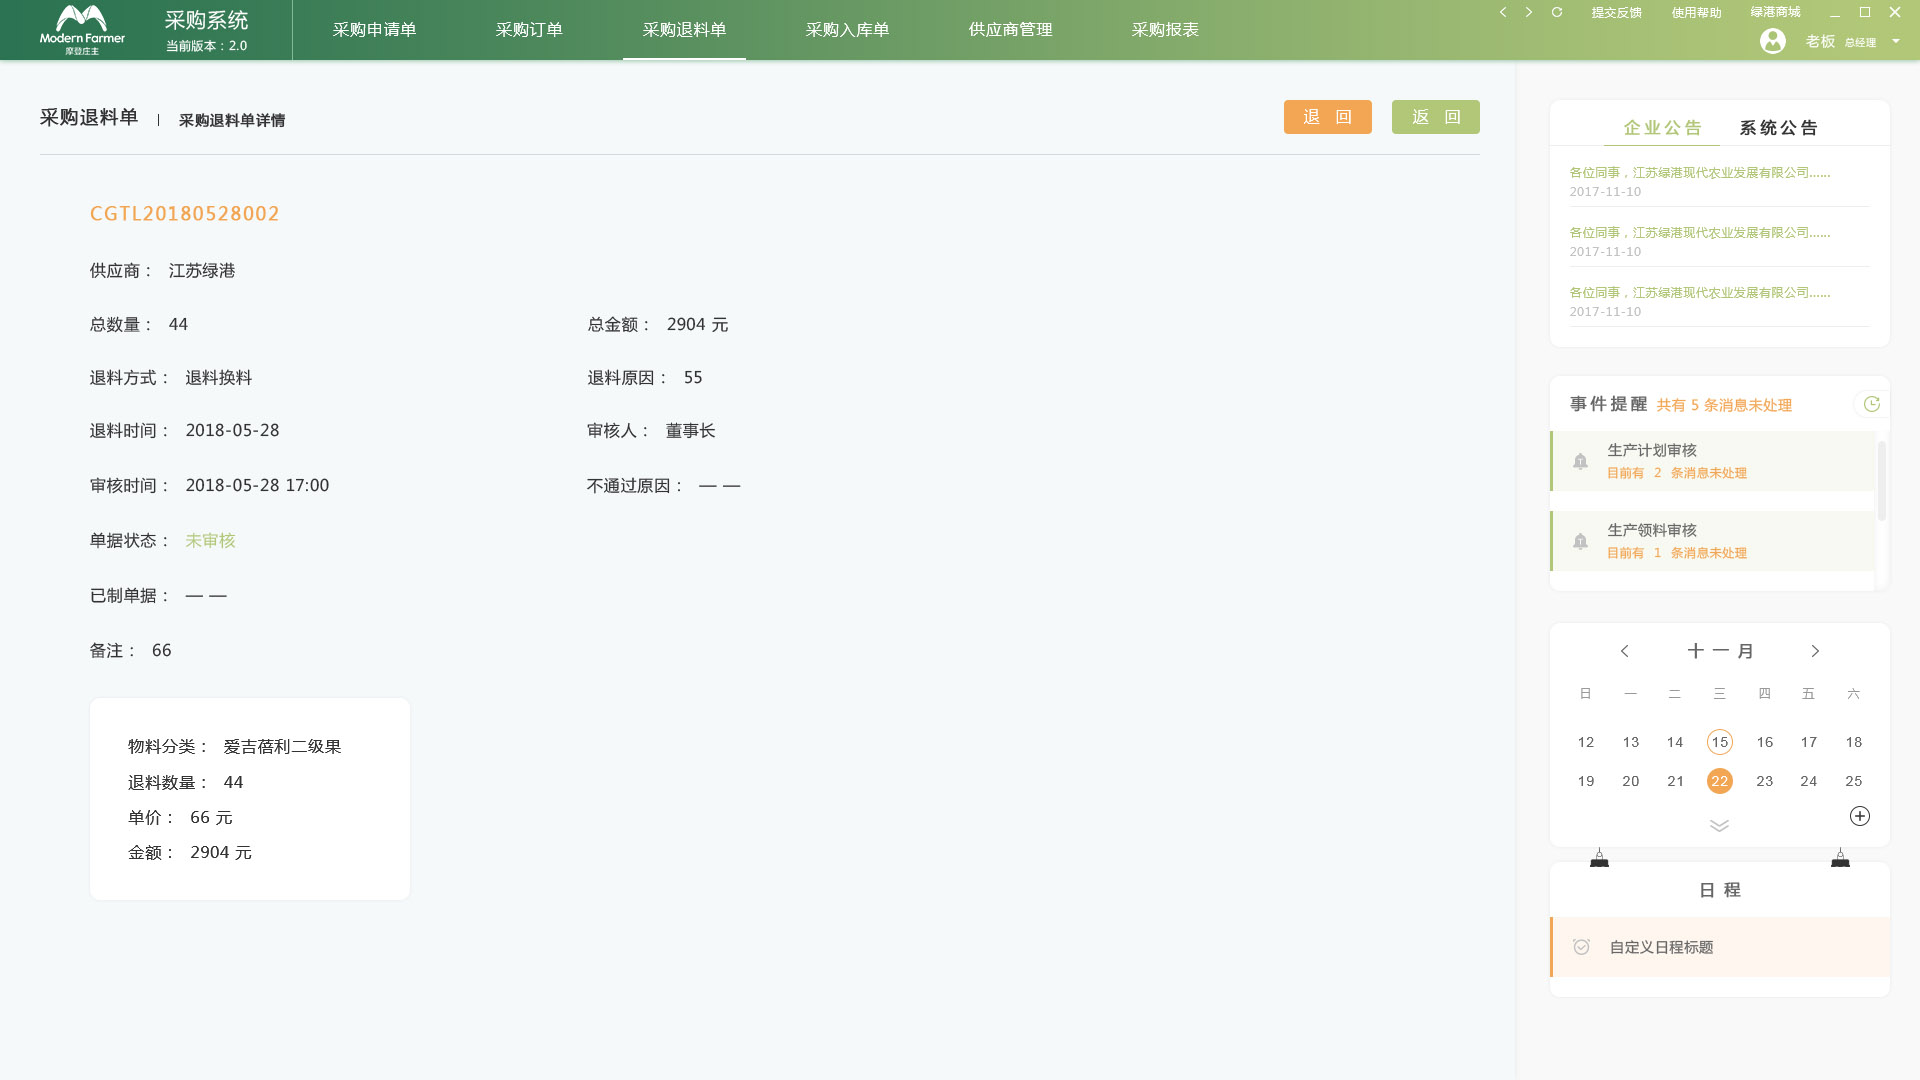 Modern Farmer
摩登庄主
采购系统
当前版本：2.0
采购申请单
采购订单
采购退料单
采购入库单
供应商管理
采购报表
提交反馈
使用帮助
绿港商城
老板 总经理
采购退料单 | 采购退料单详情
退 回
返 回
CGTL20180528002
供应商： 江苏绿港
总数量： 44
总金额： 2904 元
退料方式： 退料换料
退料原因： 55
退料时间： 2018-05-28
审核人： 董事长
审核时间： 2018-05-28 17:00
不通过原因： — —
单据状态： 未审核
已制单据： — —
备注： 66
物料分类： 爱吉蓓利二级果
退料数量： 44
单价： 66 元
金额： 2904 元
企业公告 系统公告
各位同事，江苏绿港现代农业发展有限公司......
2017-11-10
各位同事，江苏绿港现代农业发展有限公司......
2017-11-10
各位同事，江苏绿港现代农业发展有限公司......
2017-11-10
事件提醒 共有 5 条消息未处理
生产计划审核
目前有 2 条消息未处理
生产领料审核
目前有 1 条消息未处理
十一月
日 一 二 三 四 五 六
12 13 14 15 16 17 18
19 20 21 22 23 24 25
日 程
自定义日程标题